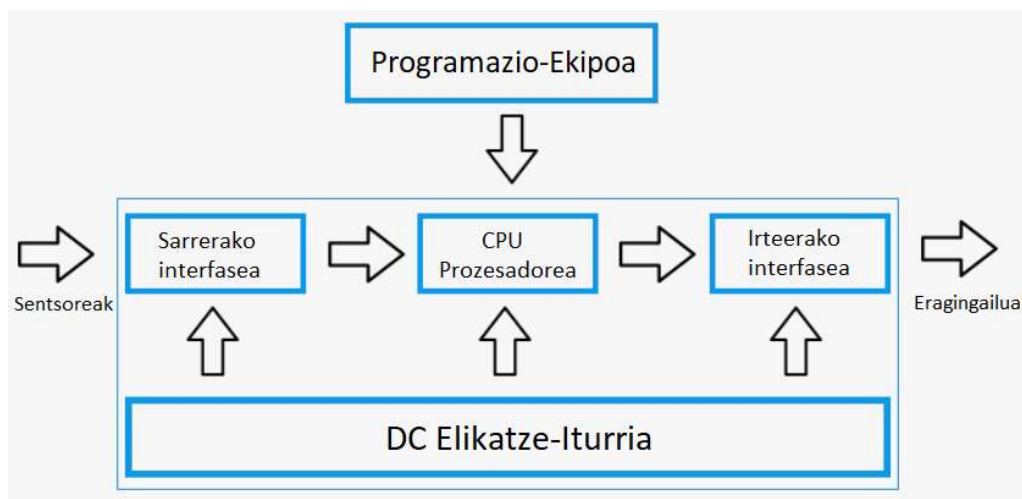 Programazio-Ekipoa
Sarrerako
interfasea
CPU
Prozesadorea
Irteerako
interfasea
Sentsoreak
Eragingailua
DC Elikatze-Iturria